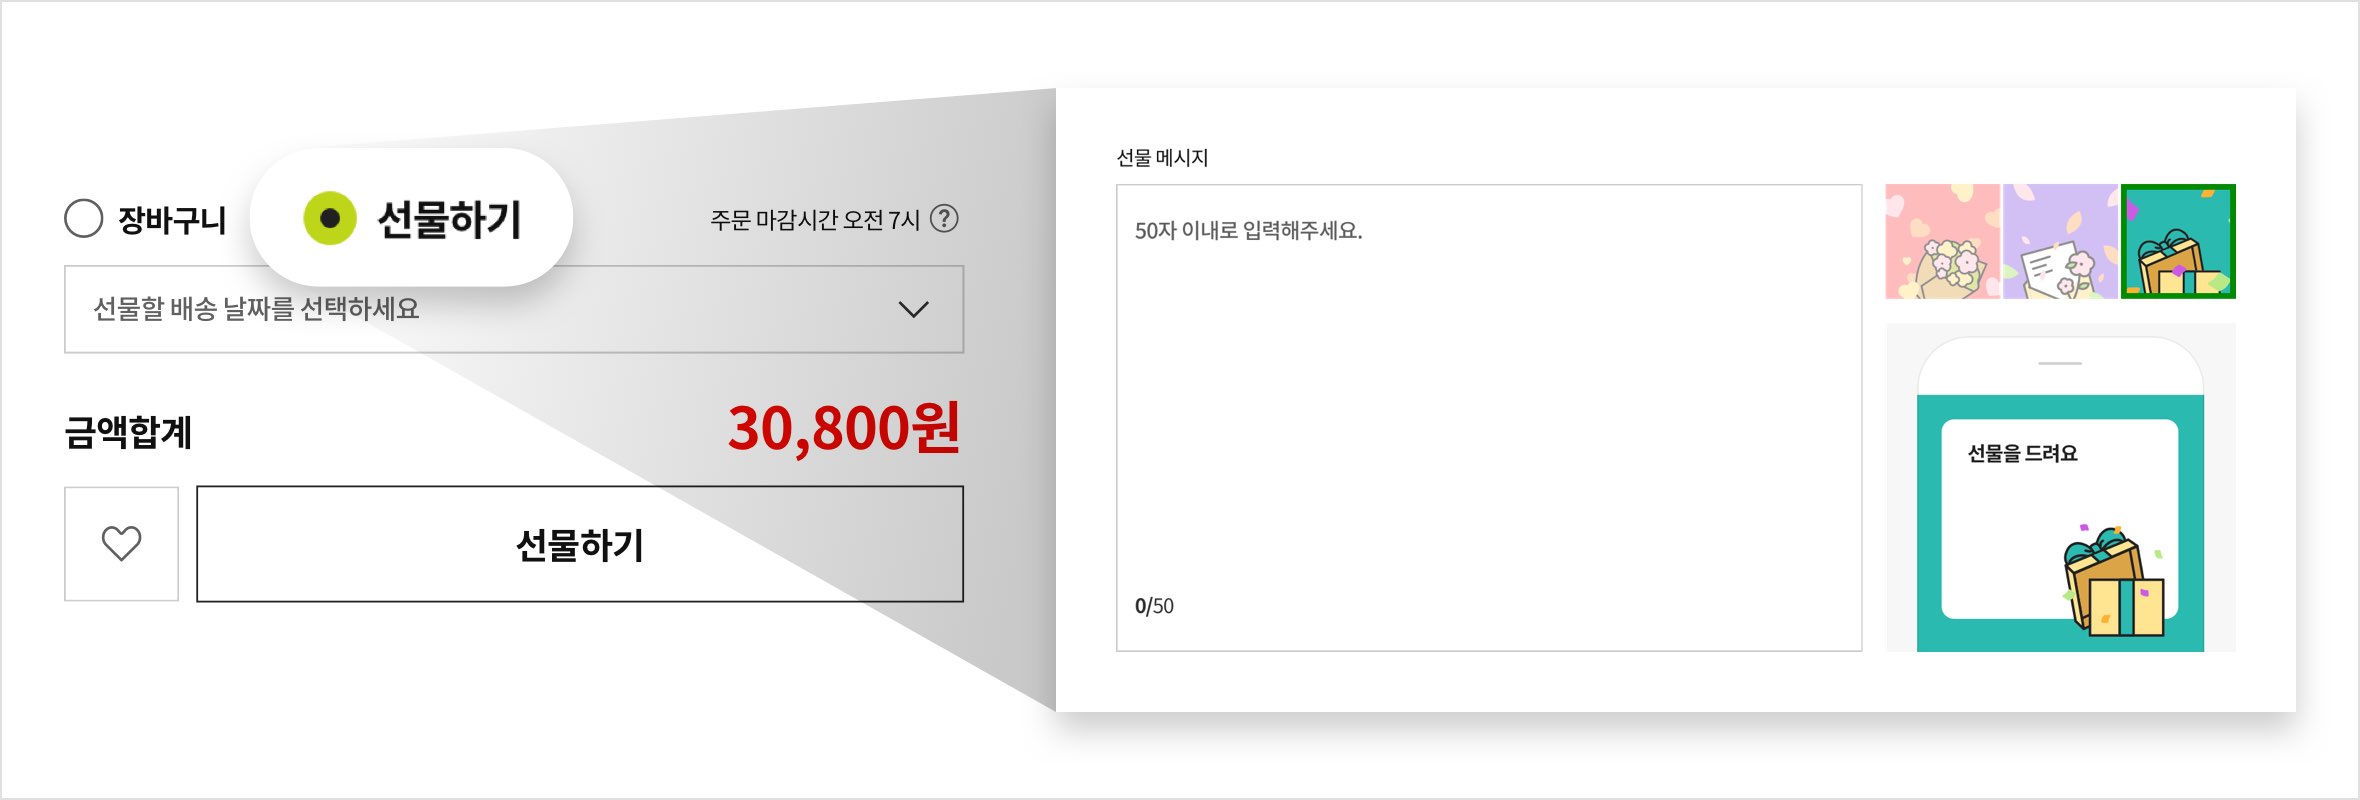 장바구니
선물하기
주문 마감시간 오전 7시 ?
선물할 배송 날짜를 선택하세요
금액합계
30,800원
선물하기
선물 메시지
50자 이내로 입력해주세요.
0/50
선물을 드려요